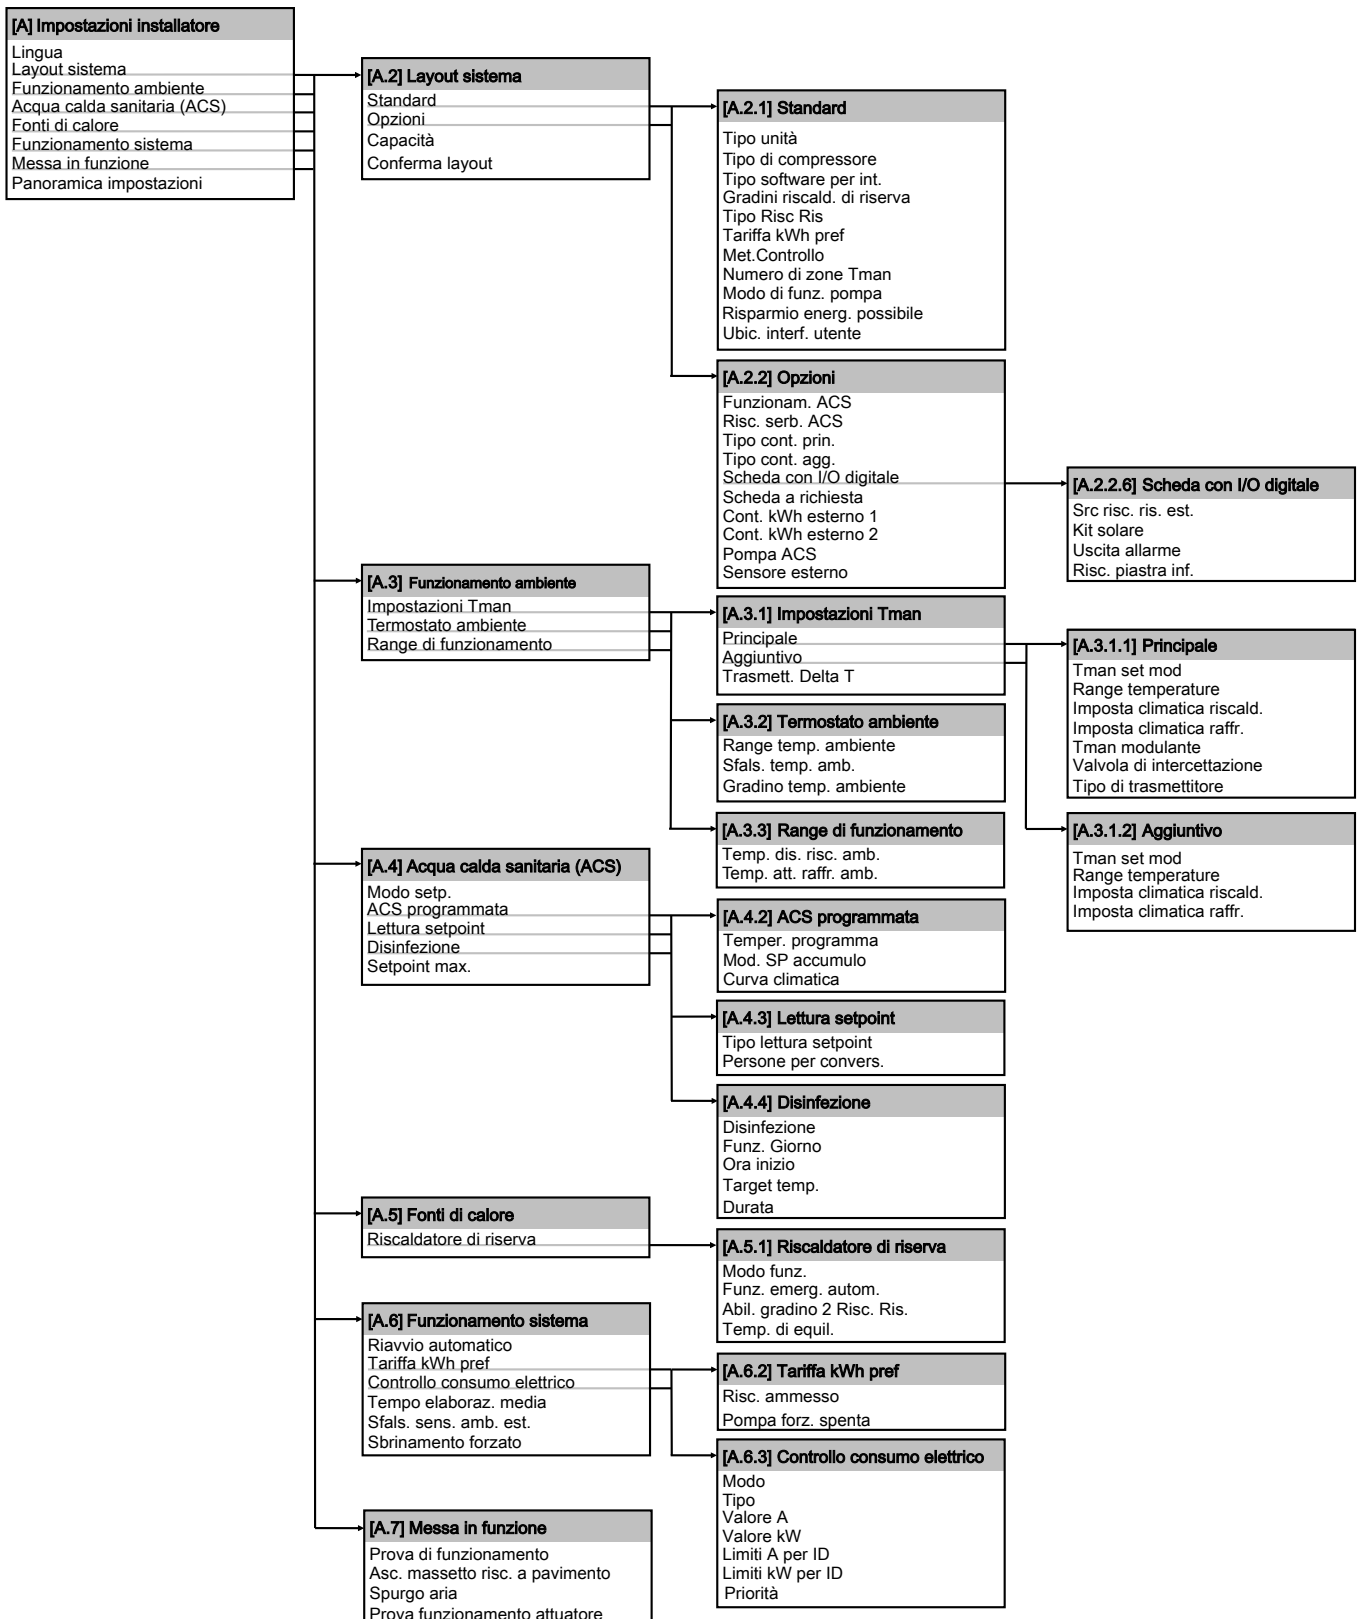 [A] Impostazioni installatore
Lingua
Layout sistema
Funzionamento ambiente
Acqua calda sanitaria (ACS)
Fonti di calore
Funzionamento sistema
Messa in funzione
Panoramica impostazioni
[A.2] Layout sistema
Standard
Opzioni
Capacità
Conferma layout
[A.2.1] Standard
Tipo unità
Tipo di compressore
Tipo software per int.
Gradini riscald. di riserva
Tipo Risc Ris
Tariffa kWh pref
Met.Controllo
Numero di zone Tman
Modo di funz. pompa
Risparmio energ. possibile
Ubic. interf. utente
[A.2.2] Opzioni
Funzionam. ACS
Risc. serb. ACS
Tipo cont. prin.
Tipo cont. agg.
Scheda con I/O digitale
Scheda a richiesta
Cont. kWh esterno 1
Cont. kWh esterno 2
Pompa ACS
Sensore esterno
[A.2.2.6] Scheda con I/O digitale
Src risc. ris. est.
Kit solare
Uscita allarme
Risc. piastra inf.
[A.3] Funzionamento ambiente
Impostazioni Tman
Termostato ambiente
Range di funzionamento
[A.3.1] Impostazioni Tman
Principale
Aggiuntivo
Trasmett. Delta T
[A.3.1.1] Principale
Tman set mod
Range temperature
Imposta climatica riscald.
Imposta climatica raffr.
Tman modulante
Valvola di intercettazione
Tipo di trasmettitore
[A.3.2] Termostato ambiente
Range temp. ambiente
Sfals. temp. amb.
Gradino temp. ambiente
[A.3.1.2] Aggiuntivo
Tman set mod
Range temperature
Imposta climatica riscald.
Imposta climatica raffr.
[A.3.3] Range di funzionamento
Temp. dis. risc. amb.
Temp. att. raffr. amb.
[A.4] Acqua calda sanitaria (ACS)
Modo setp.
ACS programmata
Lettura setpoint
Disinfezione
Setpoint max.
[A.4.2] ACS programmata
Temper. programma
Mod. SP accumulo
Curva climatica
[A.4.3] Lettura setpoint
Tipo lettura setpoint
Persone per convers.
[A.4.4] Disinfezione
Disinfezione
Funz. Giorno
Ora inizio
Target temp.
Durata
[A.5] Fonti di calore
Riscaldatore di riserva
[A.5.1] Riscaldatore di riserva
Modo funz.
Funz. emerg. autom.
Abil. gradino 2 Risc. Ris.
Temp. di equil.
[A.6] Funzionamento sistema
Riavvio automatico
Tariffa kWh pref
Controllo consumo elettrico
Tempo elaboraz. media
Sfals. sens. amb. est.
Sbrinamento forzato
[A.6.2] Tariffa kWh pref
Risc. ammesso
Pompa forz. spenta
[A.6.3] Controllo consumo elettrico
Modo
Tipo
Valore A
Valore kW
Limiti A per ID
Limiti kW per ID
Priorità
[A.7] Messa in funzione
Prova di funzionamento
Asc. massetto risc. a pavimento
Spurgo aria
Prova funzionamento attuatore